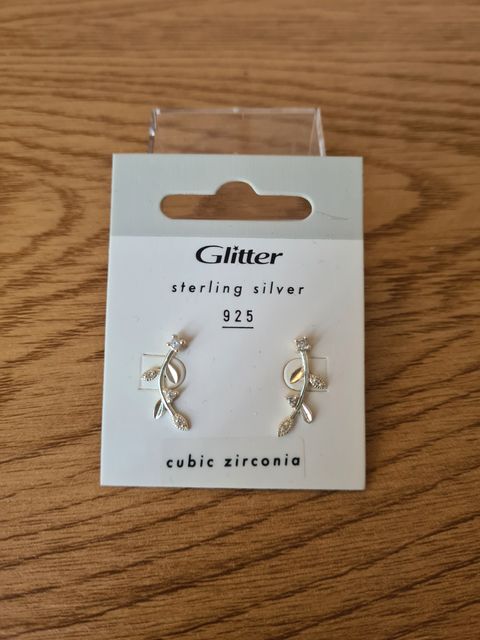 Glitter
sterling silver
925
cubic zirconia